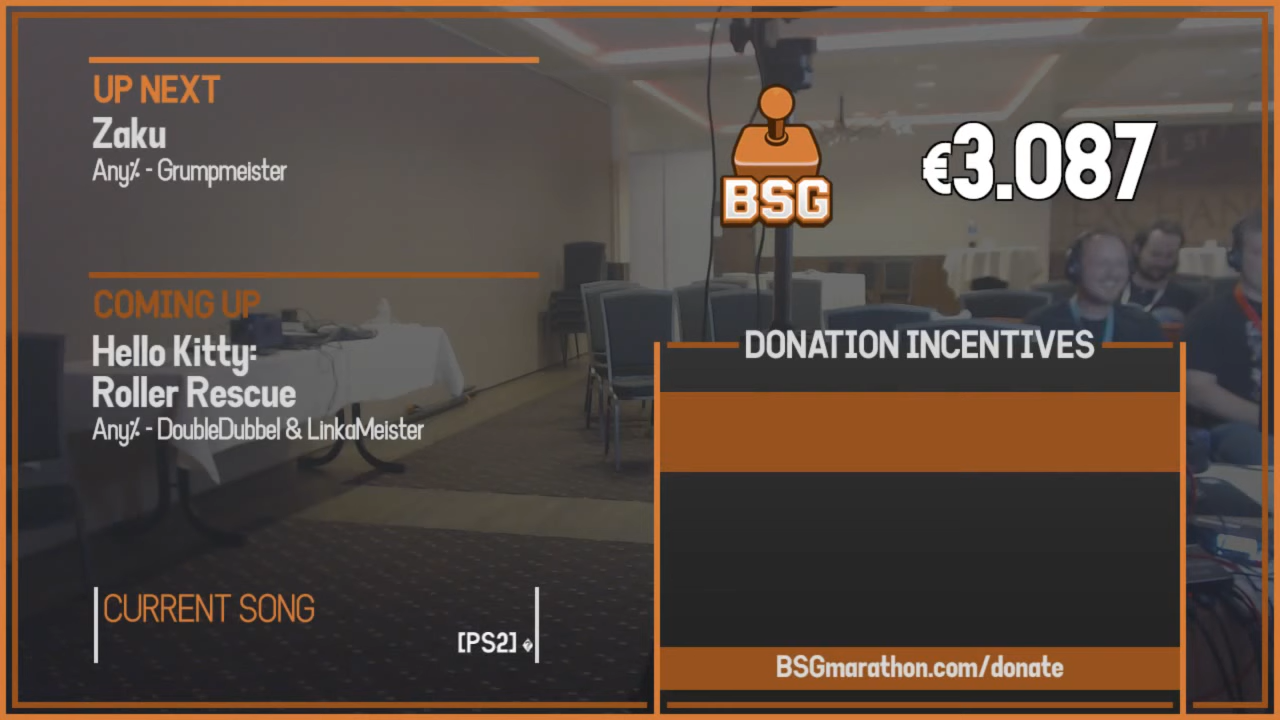 UP NEXT
Zaku
Any% - Grumpmeister
COMING UP
Hello Kitty:
Roller Rescue
Any% - DoubleDubbel & LinkaMeister
CURRENT SONG
[PS2] �
BSG
€3.087
DONATION INCENTIVES
BSGmarathon.com/donate